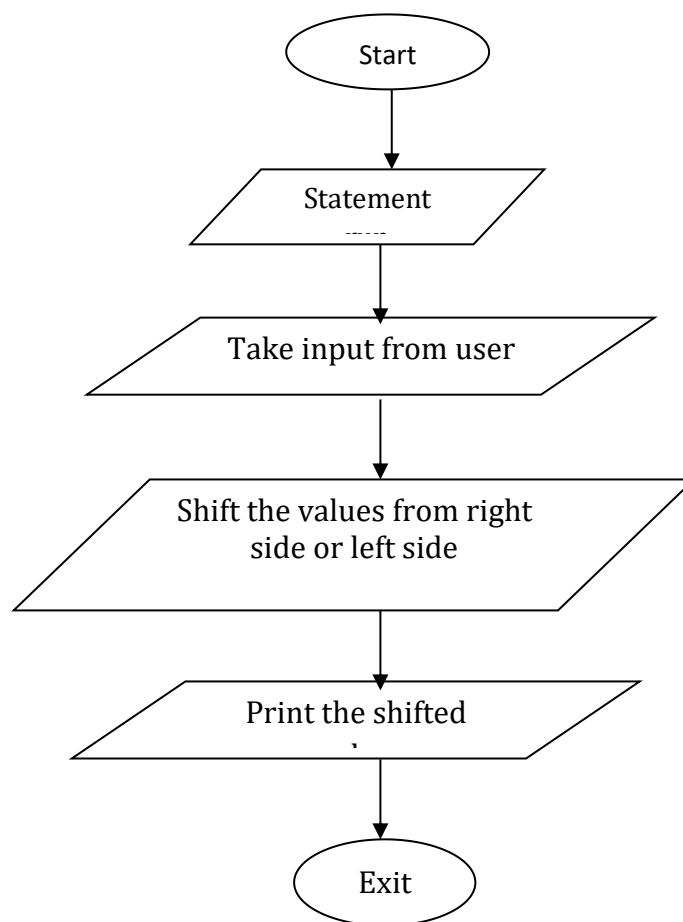 Start
Statement
Take input from user
Shift the values from right
side or left side
Print the shifted
Exit